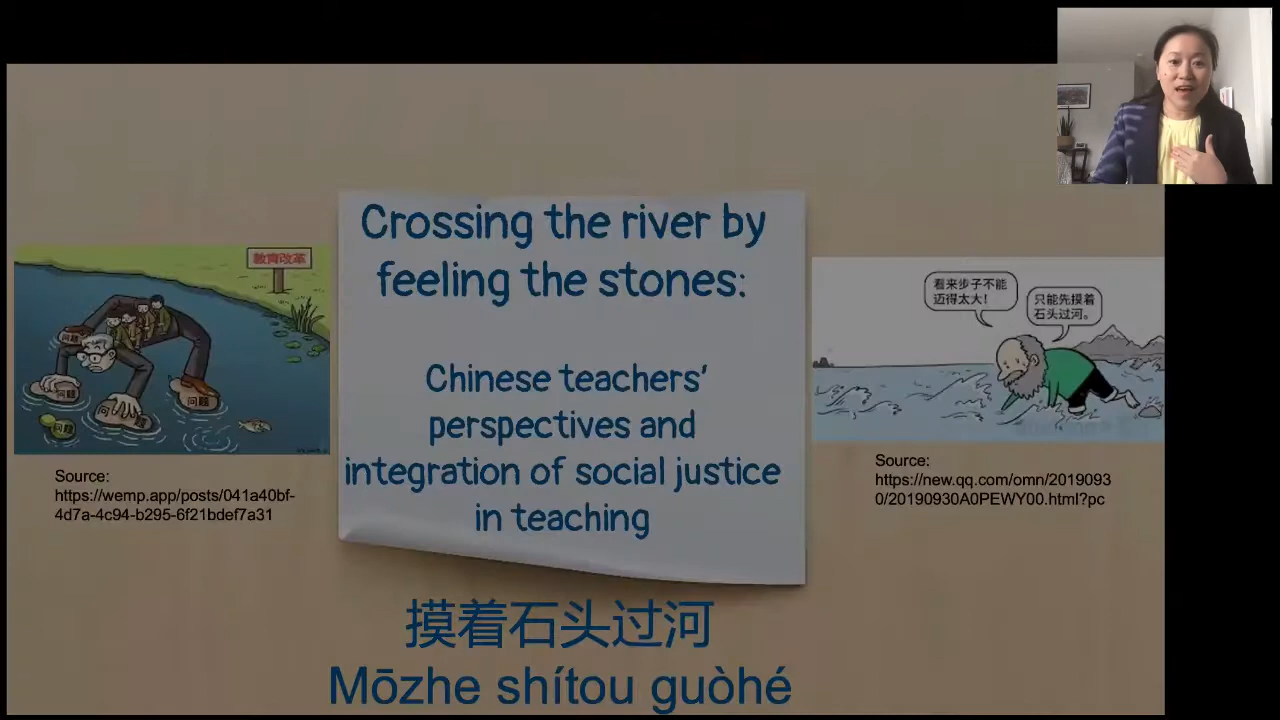 Crossing the river by
feeling the stones:
Chinese teachers'
perspectives and
integration of social justice
in teaching
教育改革
问题
问题
问题
问题
问题
Source:
https://wemp.app/posts/041a40bf-
4d7a-4c94-b295-6f21bdef7a31
看来步子不能
迈得太大!
只能先摸着
石头过河。
Source:
https://new.qq.com/omn/2019093
0/20190930A0PEWY00.html?pc
摸着石头过河
Mōzhe shítou guòhé